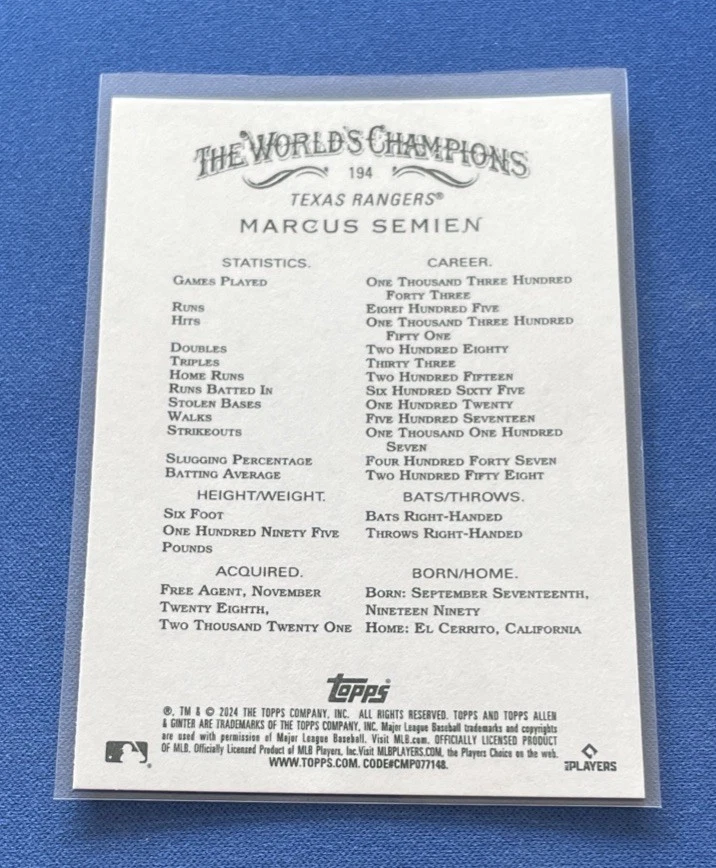 THE WORLD'S CHAMPIONS
194
TEXAS RANGERS®
MARCUS SEMIEN
STATISTICS. CAREER.
GAMES PLAYED ONE THOUSAND THREE HUNDRED
FORTY THREE
RUNS EIGHT HUNDRED FIVE
HITS ONE THOUSAND THREE HUNDRED
FIFTY ONE
DOUBLES TWO HUNDRED EIGHTY
TRIPLES THIRTY THREE
HOME RUNS TWO HUNDRED FIFTEEN
RUNS BATTED IN SIX HUNDRED SIXTY FIVE
STOLEN BASES ONE HUNDRED TWENTY
WALKS FIVE HUNDRED SEVENTEEN
STRIKEOUTS ONE THOUSAND ONE HUNDRED
SEVEN
SLUGGING PERCENTAGE FOUR HUNDRED FORTY SEVEN
BATTING AVERAGE TWO HUNDRED FIFTY EIGHT
HEIGHT/WEIGHT. BATS/THROWS.
SIX FOOT BATS RIGHT-HANDED
ONE HUNDRED NINETY FIVE THROWS RIGHT-HANDED
POUNDS
ACQUIRED. BORN/HOME.
FREE AGENT, NOVEMBER BORN: SEPTEMBER SEVENTEENTH,
TWENTY EIGHTH, NINETEEN NINETY
TWO THOUSAND TWENTY ONE HOME: EL CERRITO, CALIFORNIA
topps®
®, TM & © 2024 THE TOPPS COMPANY, INC. ALL RIGHTS RESERVED. TOPPS AND TOPPS ALLEN
& GINTER ARE TRADEMARKS OF THE TOPPS COMPANY, INC. Major League Baseball trademarks and copyrights
are used with permission of Major League Baseball. Visit MLB.com. OFFICIALLY LICENSED PRODUCT
OF MLB. Officially Licensed Product of MLB Players, Inc. Visit MLBPLAYERS.COM, the Players Choice on the web.
WWW.TOPPS.COM. CODE#CMP077148.
PLAYERS